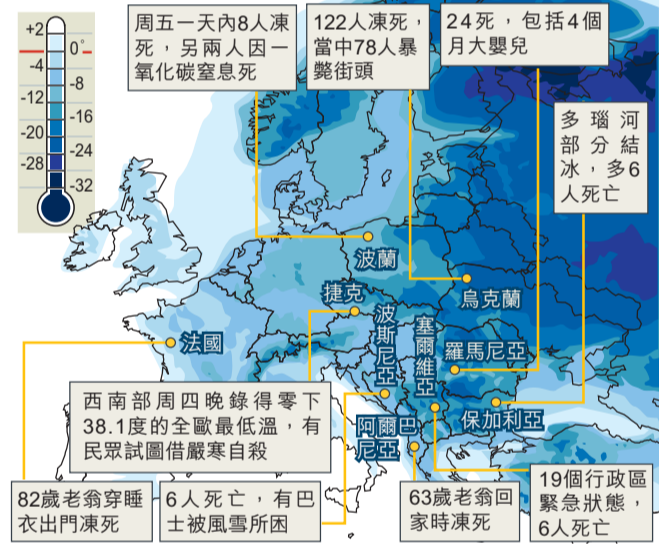 +2
0°
-4
-8
-12
-16
-20
-24
-28
-32
周五一天內8人凍
死，另兩人因一
氧化碳窒息死
122人凍死，
當中78人暴
斃街頭
24死，包括4個
月大嬰兒
多瑙河
部分結
冰，多6
人死亡
波蘭
烏克蘭
捷克
波斯尼亞
塞爾維亞
羅馬尼亞
法國
保加利亞
阿爾巴
尼亞
西南部周四晚錄得零下
38.1度的全歐最低溫，有
民眾試圖借嚴寒自殺
82歲老翁穿睡
衣出門凍死
6人死亡，有巴
士被風雪所困
63歲老翁回
家時凍死
19個行政區
緊急狀態，
6人死亡